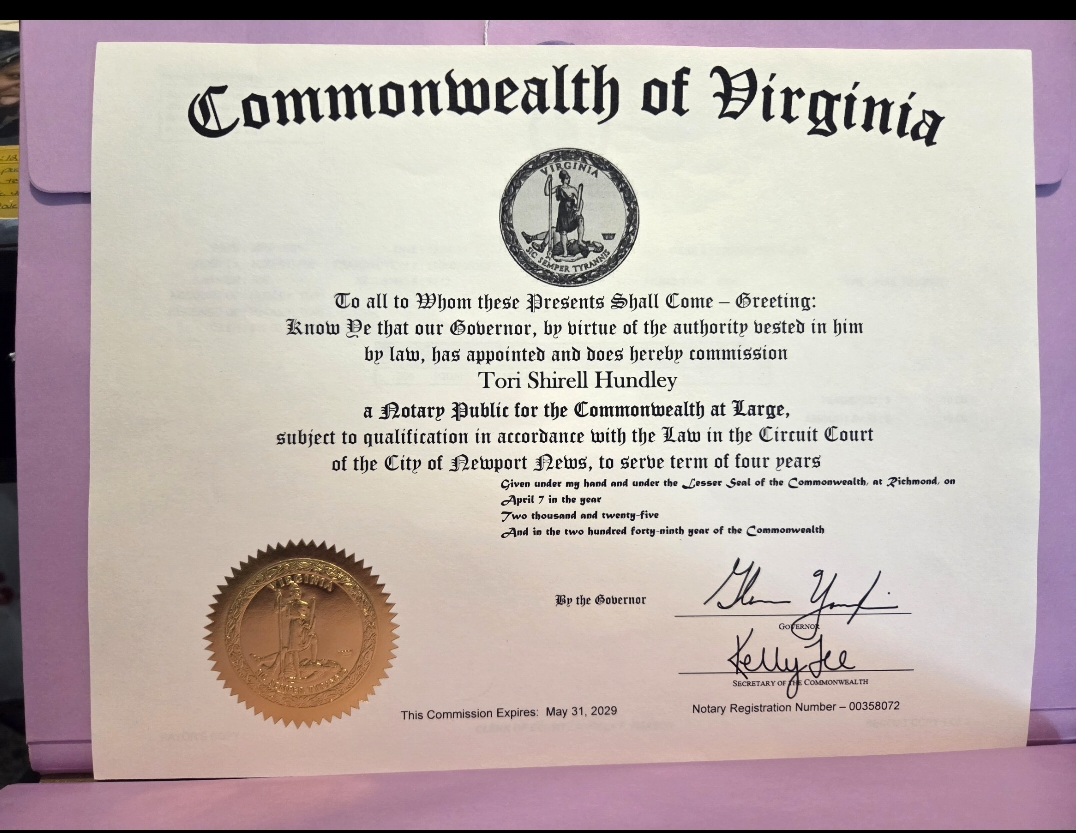 Commonwealth of Virginia
VIRGINIA
SIC SEMPER TYRANNIS
To all to Whom these Presents Shall Come – Greeting:
Know Ye that our Governor, by virtue of the authority vested in him
by law, has appointed and does hereby commission
Tori Shirell Hundley
a Notary Public for the Commonwealth at Large,
subject to qualification in accordance with the Law in the Circuit Court
of the City of Newport News, to serve term of four years
Given under my hand and under the Lesser Seal of the Commonwealth, at Richmond, on
April 7 in the year
Two thousand and twenty-five
And in the two hundred forty-ninth year of the Commonwealth
VIRGINIA
By the Governor
Glenn Youngkin
GOVERNOR
Kelly Gee
SECRETARY OF THE COMMONWEALTH
This Commission Expires: May 31, 2029
Notary Registration Number – 00358072